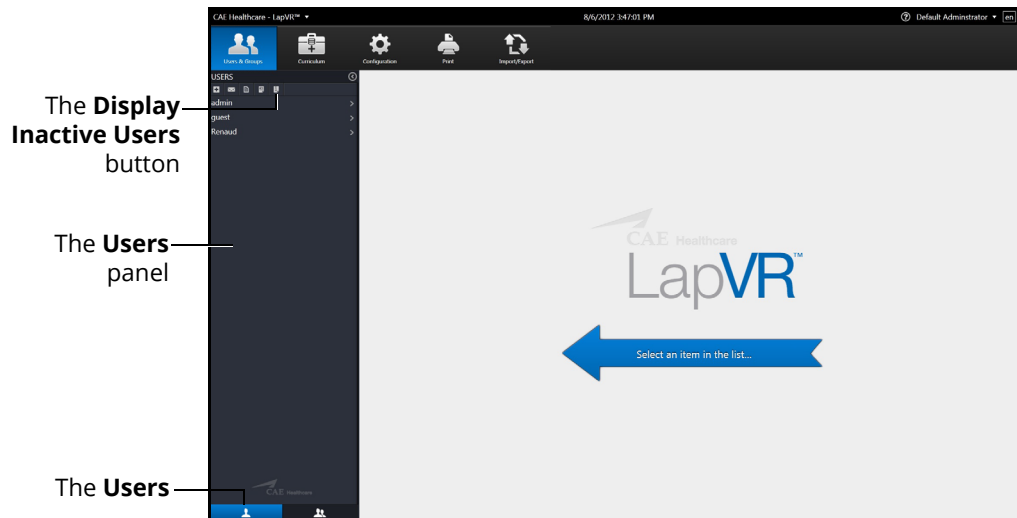 CAE Healthcare - LapVR™
8/6/2012 3:47:01 PM
Default Adminstrator
en
Users & Groups
Curriculum
Configuration
Print
Import/Export
USERS
admin
guest
Renaud
The Display
Inactive Users
button
The Users
panel
The Users
CAE Healthcare
LapVR™
Select an item in the list...
CAE Healthcare